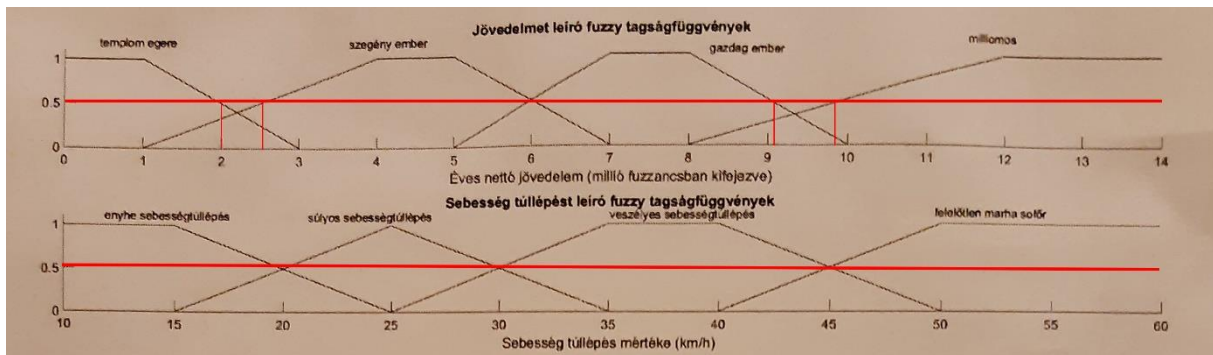 Jövedelmet leíró fuzzy tagságfüggvények
templom egere szegény ember gazdag ember milliomos
1
0.5
0
0 1 2 3 4 5 6 7 8 9 10 11 12 13 14
Éves nettó jövedelem (millió fuzzancsban kifejezve)
Sebesség túllépést leíró fuzzy tagságfüggvények
enyhe sebességtúllépés súlyos sebességtúllépés veszélyes sebességtúllépés felelőtlen marha sofőr
1
0.5
0
10 15 20 25 30 35 40 45 50 55 60
Sebesség túllépés mértéke (km/h)